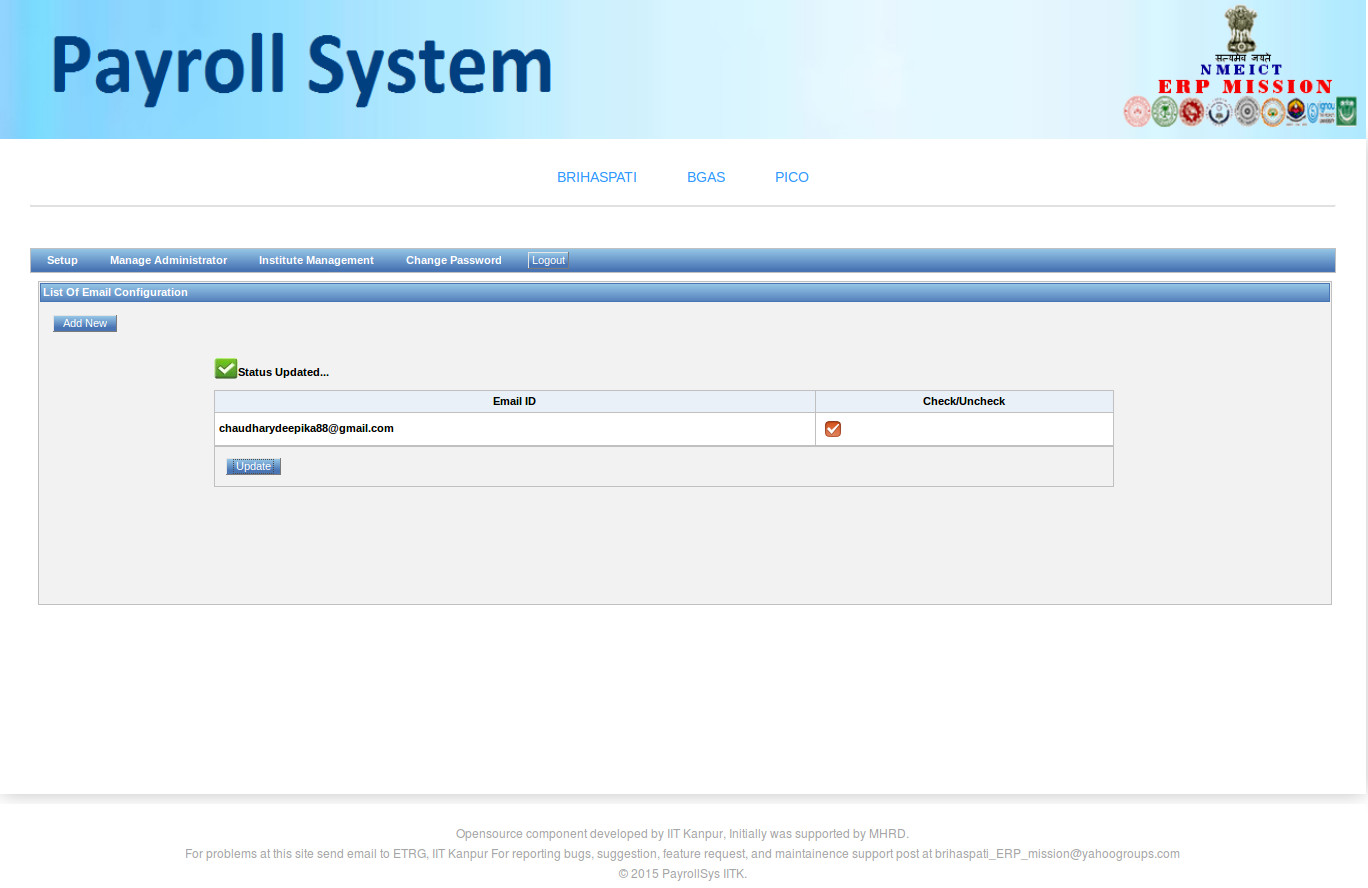 Payroll System
सत्यमेव जयते
NMEICT
ERP MISSION
ignou
BRIHASPATI BGAS PICO
Setup Manage Administrator Institute Management Change Password Logout
List Of Email Configuration
Add New
Status Updated...
Email ID Check/Uncheck
chaudharydeepika88@gmail.com
Update
Opensource component developed by IIT Kanpur, Initially was supported by MHRD.
For problems at this site send email to ETRG, IIT Kanpur For reporting bugs, suggestion, feature request, and maintainence support post at brihaspati_ERP_mission@yahoogroups.com
© 2015 PayrollSys IITK.